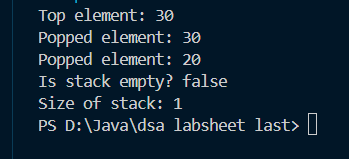 Top element: 30
Popped element: 30
Popped element: 20
Is stack empty? false
Size of stack: 1
PS D:\Java\dsa labsheet last>